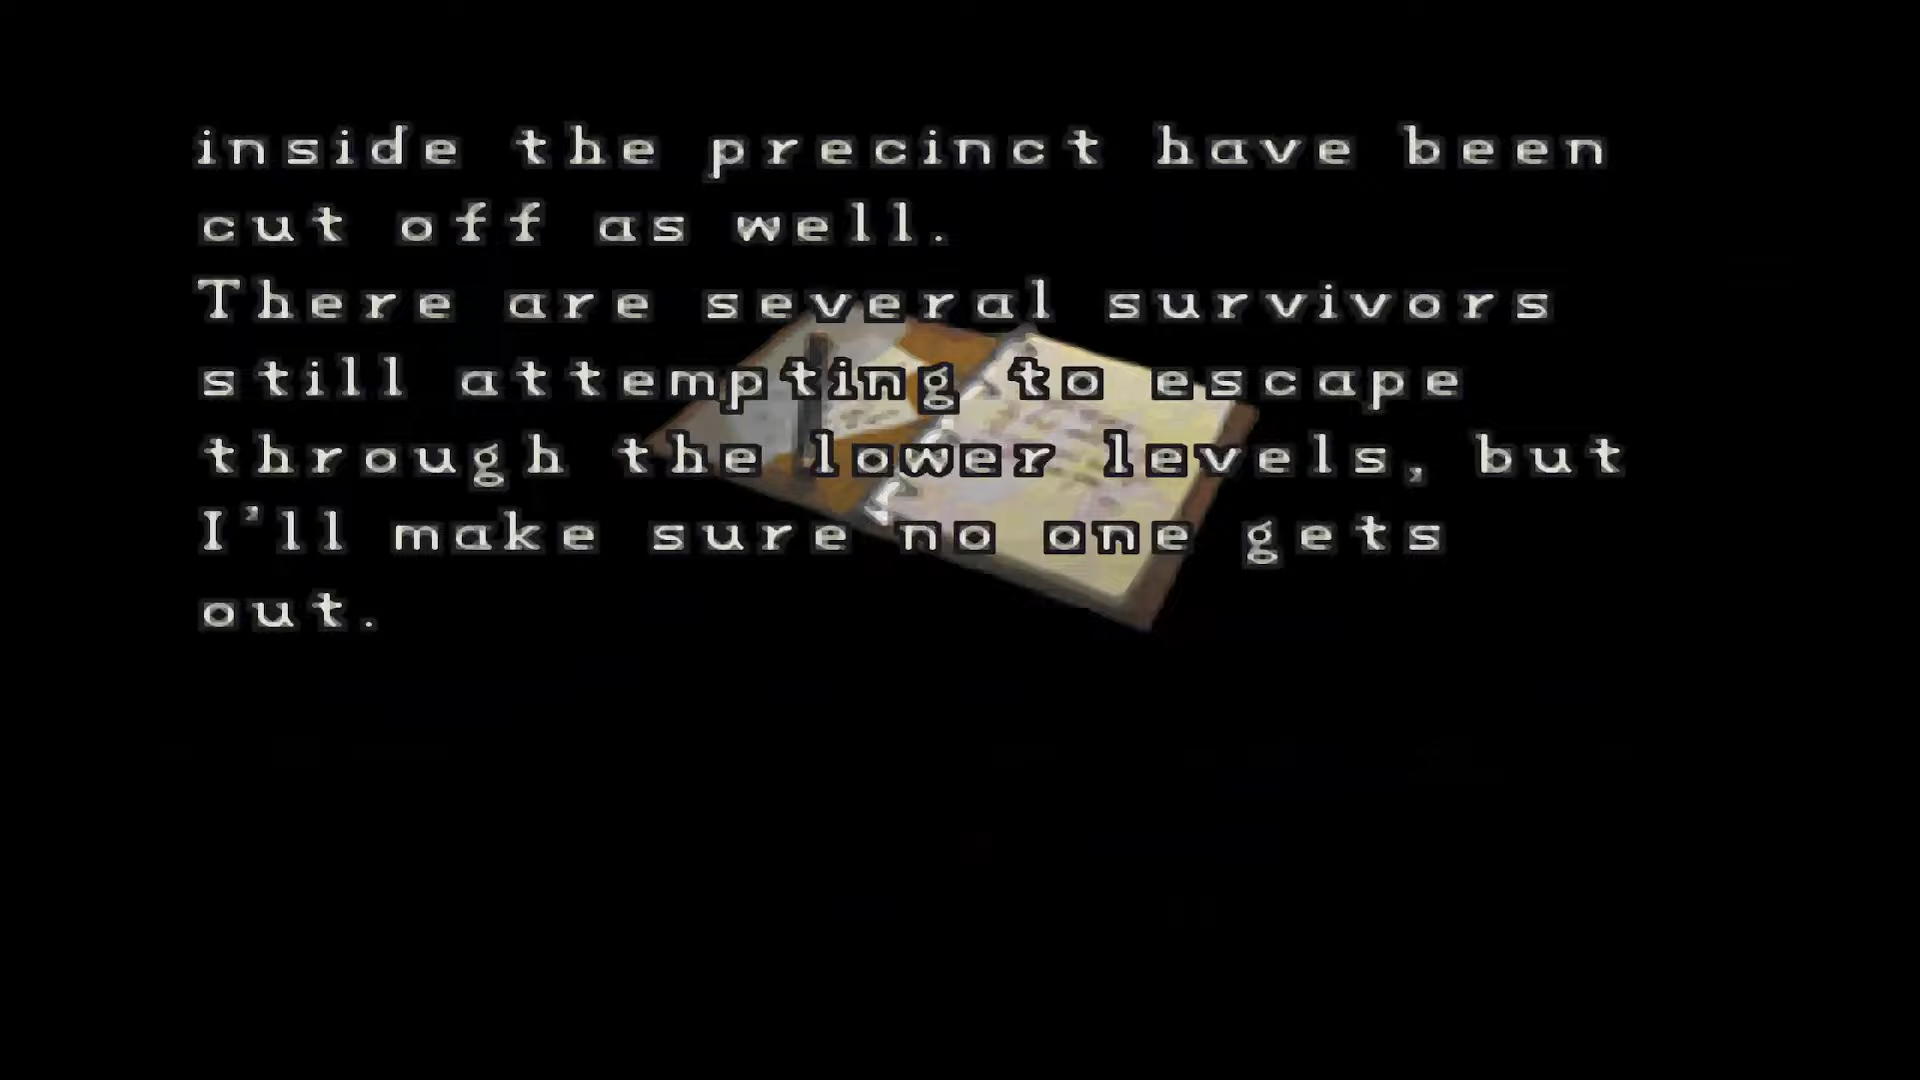 inside the precinct have been
cut off as well.
There are several survivors
still attempting to escape
through the lower levels, but
I'll make sure no one gets
out.